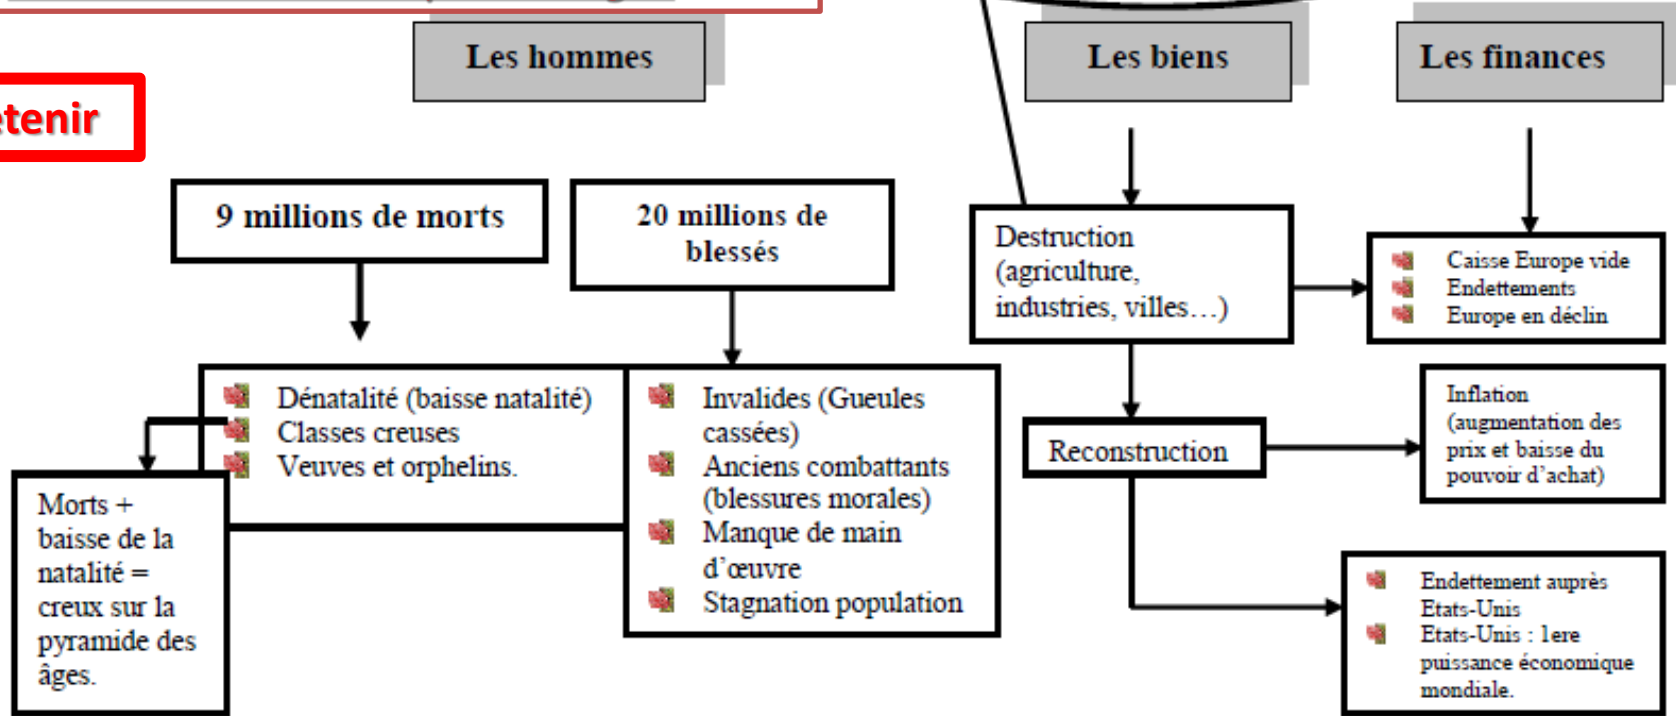 Les hommes
Les biens
Les finances
etenir
9 millions de morts
20 millions de
blessés
Destruction
(agriculture,
industries, villes…)
Caisse Europe vide
Endettements
Europe en déclin
Dénatalité (baisse natalité)
Classes creuses
Veuves et orphelins.
Invalides (Gueules
cassées)
Anciens combattants
(blessures morales)
Manque de main
d’œuvre
Stagnation population
Reconstruction
Inflation
(augmentation des
prix et baisse du
pouvoir d’achat)
Morts +
baisse de la
natalité =
creux sur la
pyramide des
âges.
Endettement auprès
Etats-Unis
Etats-Unis : 1ere
puissance économique
mondiale.